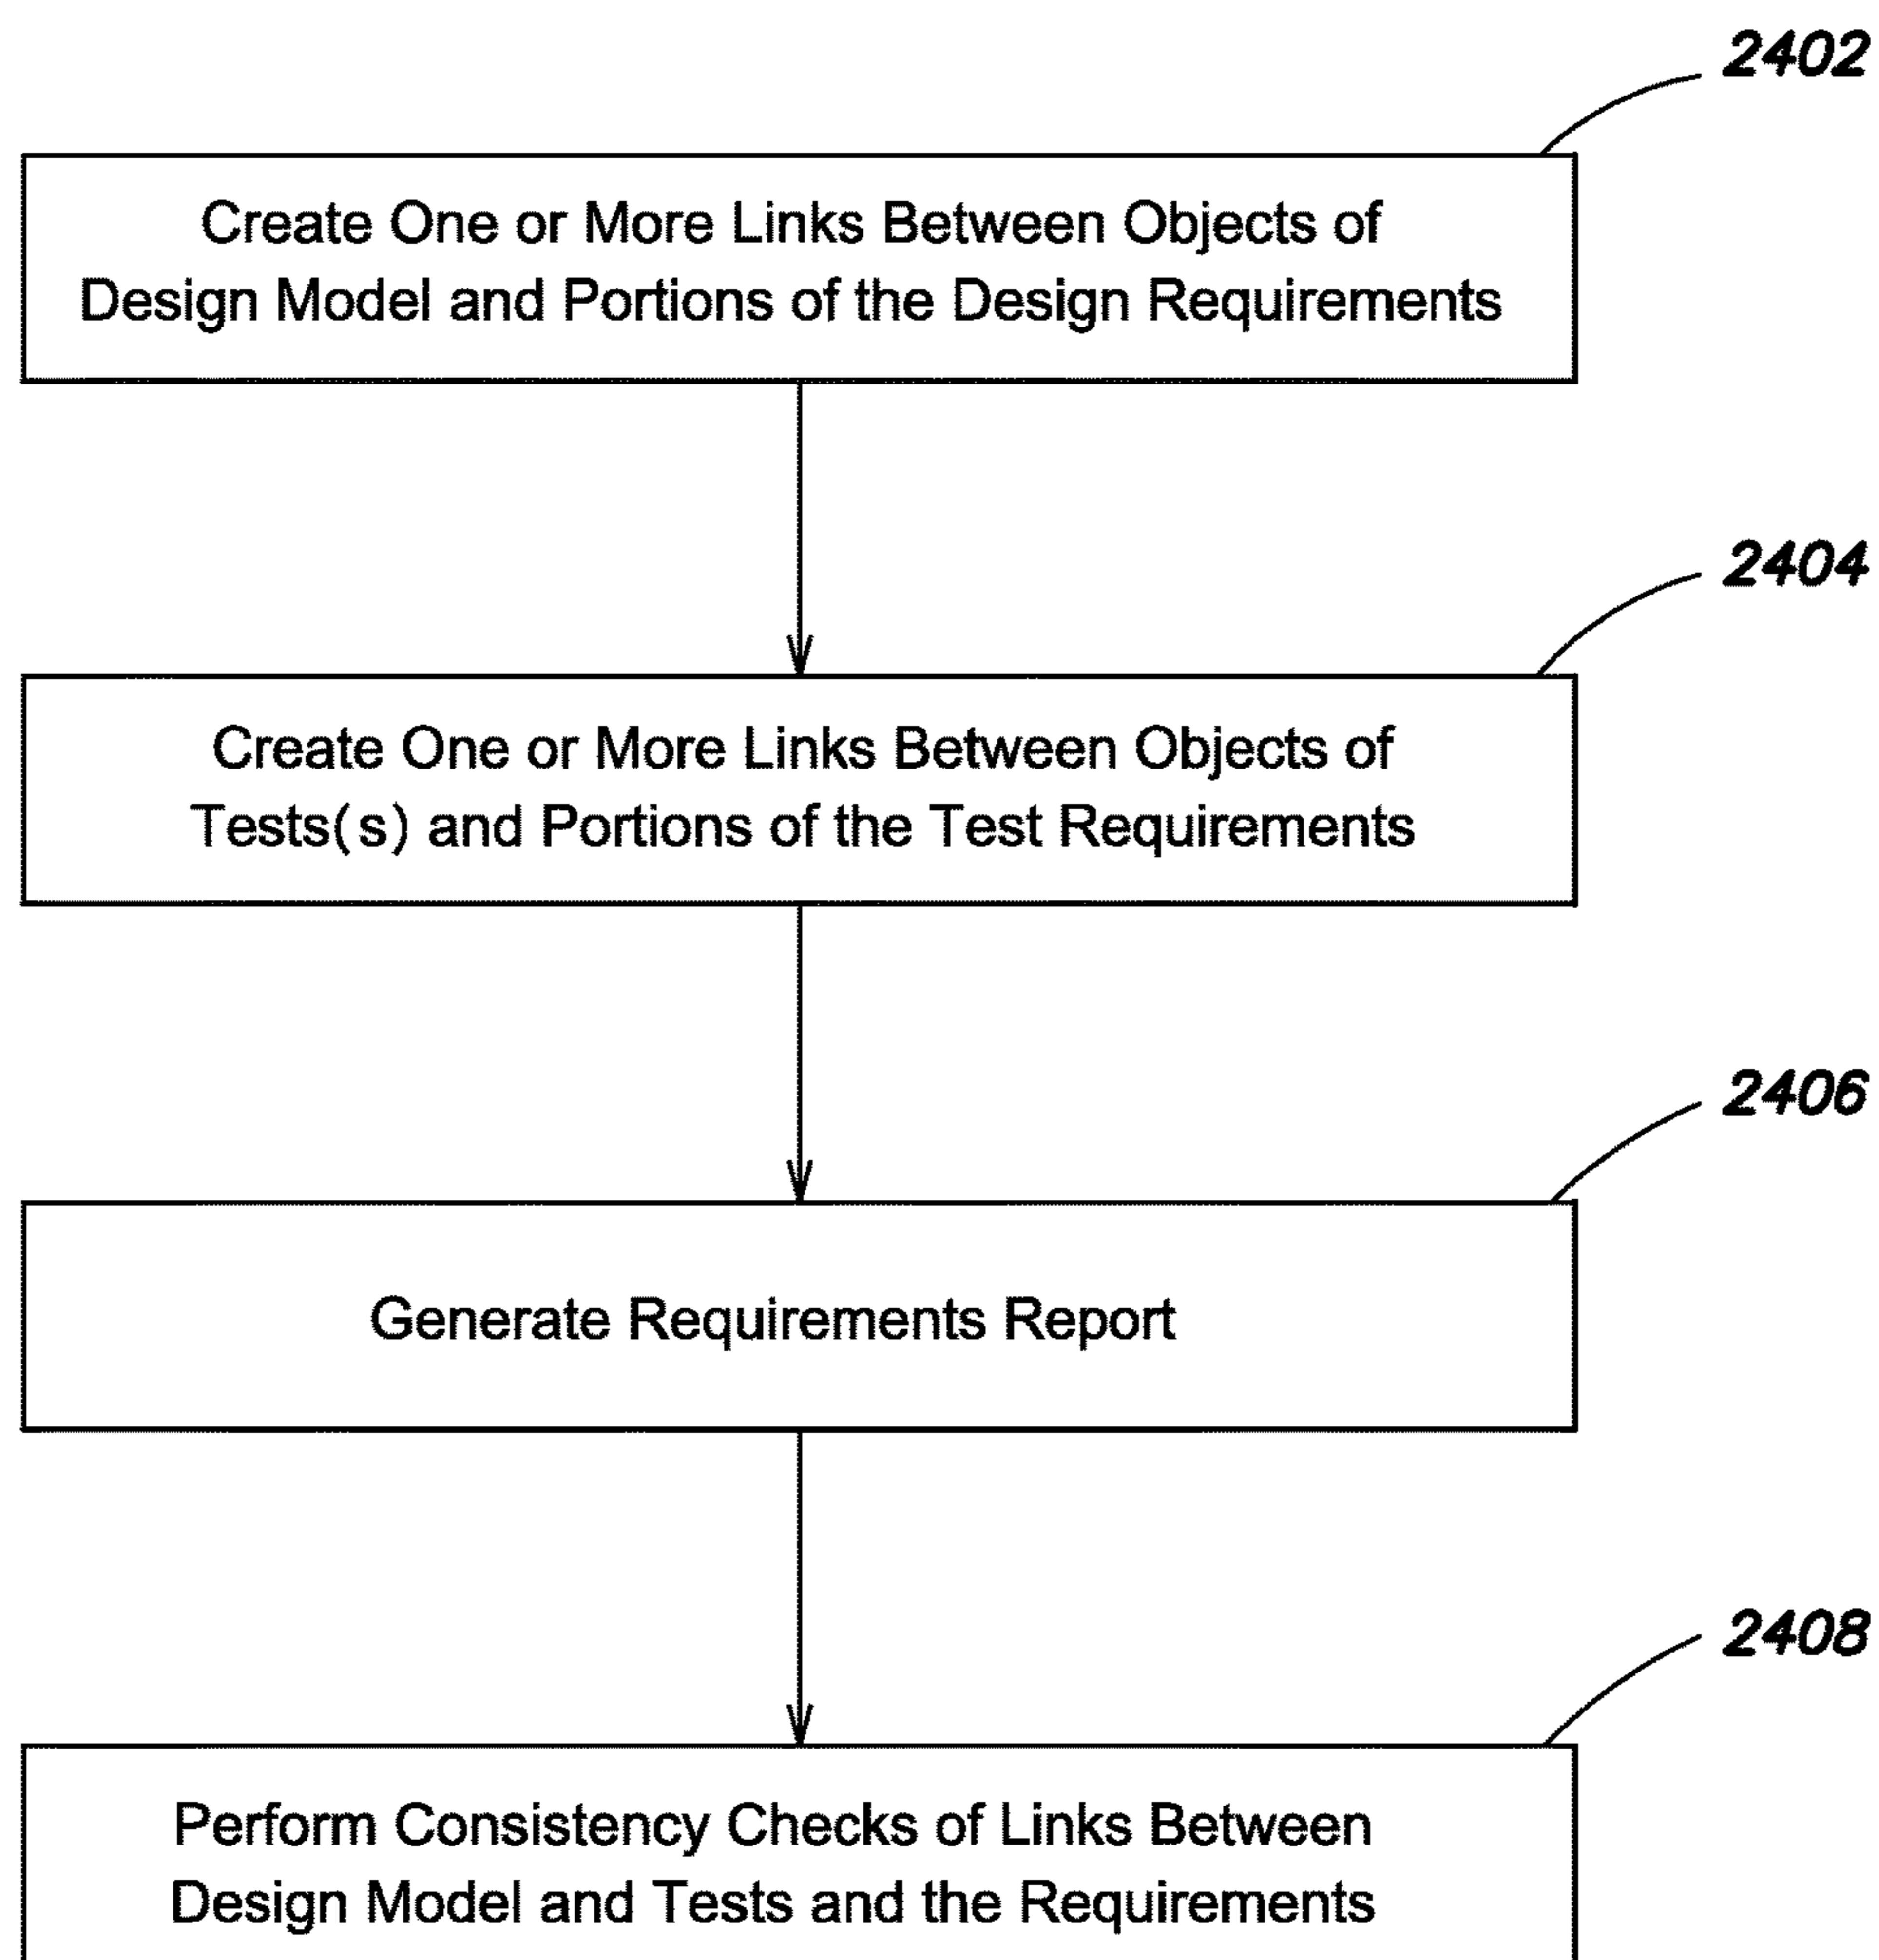 2402
Create One or More Links Between Objects of
Design Model and Portions of the Design Requirements
2404
Create One or More Links Between Objects of
Tests(s) and Portions of the Test Requirements
2406
Generate Requirements Report
2408
Perform Consistency Checks of Links Between
Design Model and Tests and the Requirements